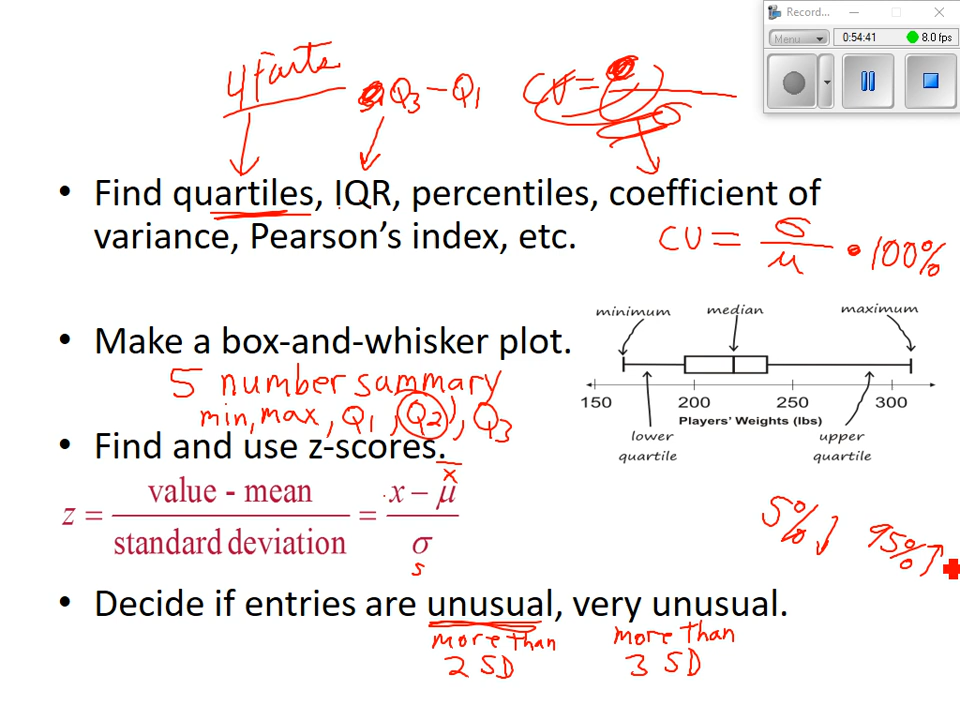 Record...
Menu
0:54:41
8.0 fps
4 Parts
Q3 – Q1
CV =
• Find quartiles, IQR, percentiles, coefficient of
variance, Pearson's index, etc.
CV = σ / μ • 100%
• Make a box-and-whisker plot.
5 number summary
min, max, Q1, Q2, Q3
minimum
median
maximum
150 200 250 300
Players' Weights (lbs)
lower quartile
upper quartile
• Find and use z-scores.
x̄
z = value - mean / standard deviation = x – μ / σ
s
5% ↓ 95% ↑
• Decide if entries are unusual, very unusual.
more than
2 SD
more than
3 SD